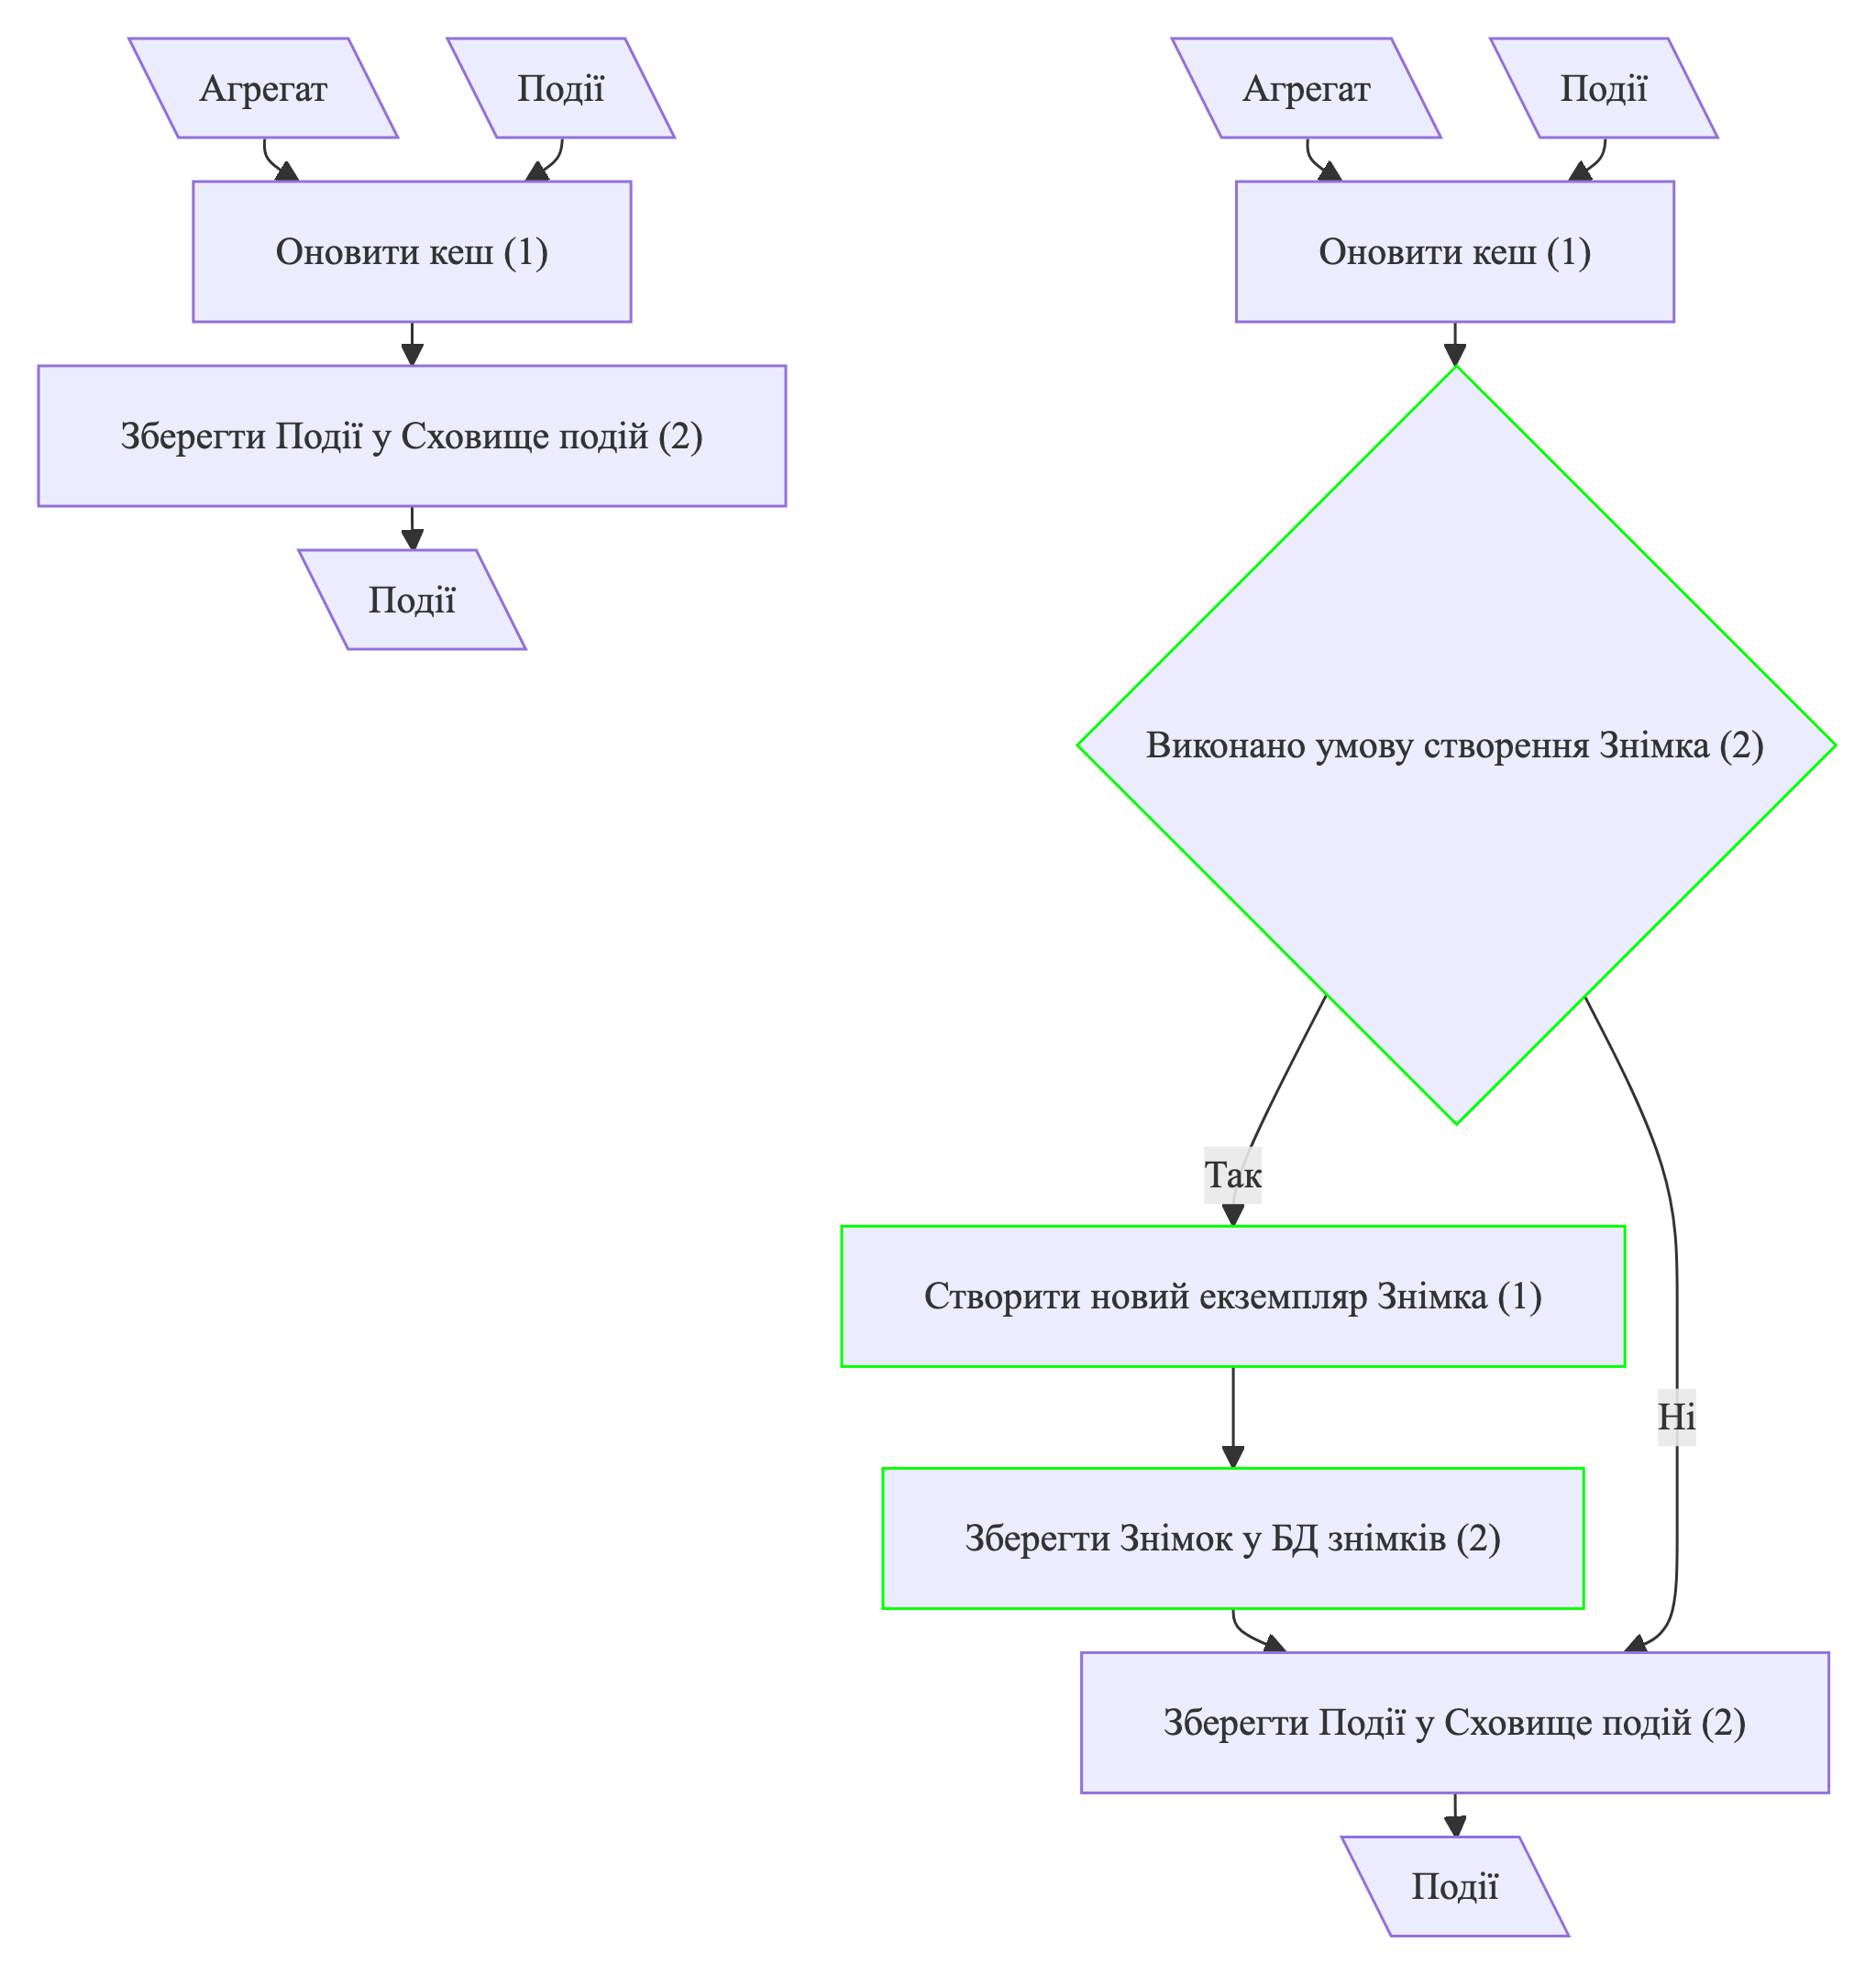 Агрегат
Події
Оновити кеш (1)
Зберегти Події у Сховище подій (2)
Події
Агрегат
Події
Оновити кеш (1)
Виконано умову створення Знімка (2)
Так
Створити новий екземпляр Знімка (1)
Ні
Зберегти Знімок у БД знімків (2)
Зберегти Події у Сховище подій (2)
Події